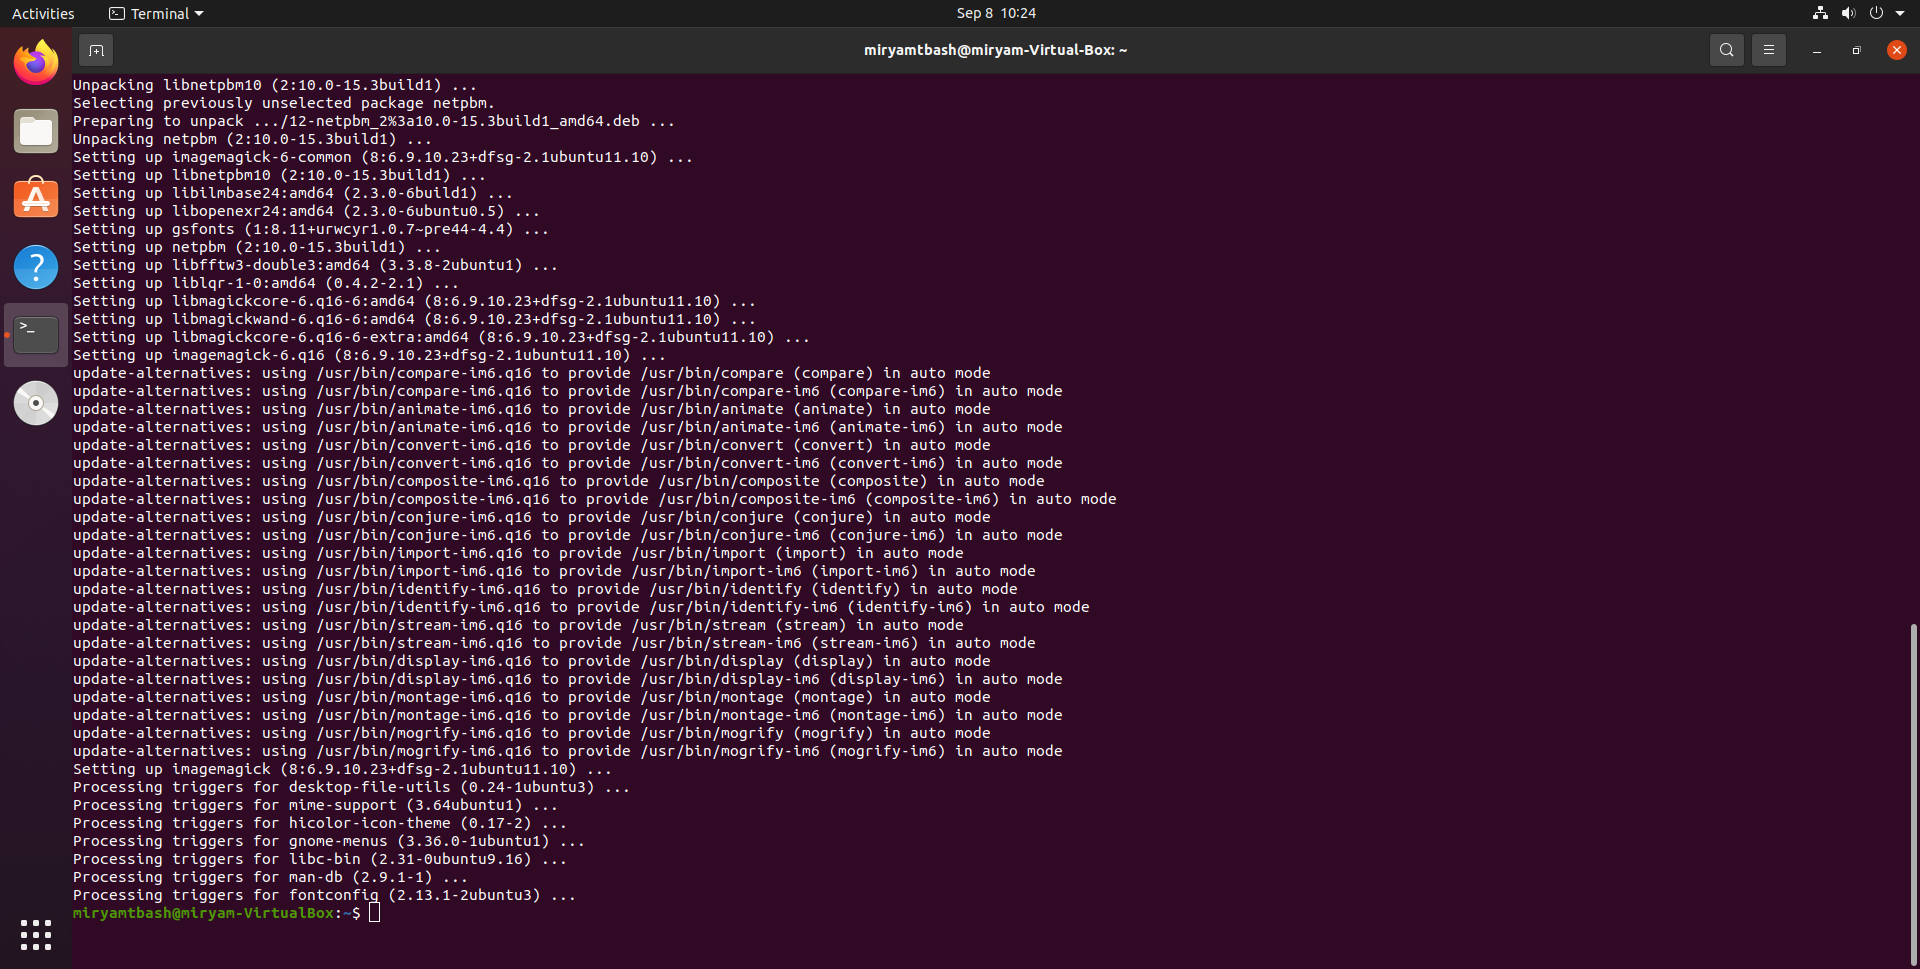 Activities
Terminal
Sep 8 10:24
miryamtbash@miryam-Virtual-Box: ~
Unpacking libnetpbm10 (2:10.0-15.3build1) ...
Selecting previously unselected package netpbm.
Preparing to unpack .../12-netpbm_2%3a10.0-15.3build1_amd64.deb ...
Unpacking netpbm (2:10.0-15.3build1) ...
Setting up imagemagick-6-common (8:6.9.10.23+dfsg-2.1ubuntu11.10) ...
Setting up libnetpbm10 (2:10.0-15.3build1) ...
Setting up libilmbase24:amd64 (2.3.0-6build1) ...
Setting up libopenexr24:amd64 (2.3.0-6ubuntu0.5) ...
Setting up gsfonts (1:8.11+urwcyr1.0.7~pre44-4.4) ...
Setting up netpbm (2:10.0-15.3build1) ...
Setting up libfftw3-double3:amd64 (3.3.8-2ubuntu1) ...
Setting up liblqr-1-0:amd64 (0.4.2-2.1) ...
Setting up libmagickcore-6.q16-6:amd64 (8:6.9.10.23+dfsg-2.1ubuntu11.10) ...
Setting up libmagickwand-6.q16-6:amd64 (8:6.9.10.23+dfsg-2.1ubuntu11.10) ...
Setting up libmagickcore-6.q16-6-extra:amd64 (8:6.9.10.23+dfsg-2.1ubuntu11.10) ...
Setting up imagemagick-6.q16 (8:6.9.10.23+dfsg-2.1ubuntu11.10) ...
update-alternatives: using /usr/bin/compare-im6.q16 to provide /usr/bin/compare (compare) in auto mode
update-alternatives: using /usr/bin/compare-im6.q16 to provide /usr/bin/compare-im6 (compare-im6) in auto mode
update-alternatives: using /usr/bin/animate-im6.q16 to provide /usr/bin/animate (animate) in auto mode
update-alternatives: using /usr/bin/animate-im6.q16 to provide /usr/bin/animate-im6 (animate-im6) in auto mode
update-alternatives: using /usr/bin/convert-im6.q16 to provide /usr/bin/convert (convert) in auto mode
update-alternatives: using /usr/bin/convert-im6.q16 to provide /usr/bin/convert-im6 (convert-im6) in auto mode
update-alternatives: using /usr/bin/composite-im6.q16 to provide /usr/bin/composite (composite) in auto mode
update-alternatives: using /usr/bin/composite-im6.q16 to provide /usr/bin/composite-im6 (composite-im6) in auto mode
update-alternatives: using /usr/bin/conjure-im6.q16 to provide /usr/bin/conjure (conjure) in auto mode
update-alternatives: using /usr/bin/conjure-im6.q16 to provide /usr/bin/conjure-im6 (conjure-im6) in auto mode
update-alternatives: using /usr/bin/import-im6.q16 to provide /usr/bin/import (import) in auto mode
update-alternatives: using /usr/bin/import-im6.q16 to provide /usr/bin/import-im6 (import-im6) in auto mode
update-alternatives: using /usr/bin/identify-im6.q16 to provide /usr/bin/identify (identify) in auto mode
update-alternatives: using /usr/bin/identify-im6.q16 to provide /usr/bin/identify-im6 (identify-im6) in auto mode
update-alternatives: using /usr/bin/stream-im6.q16 to provide /usr/bin/stream (stream) in auto mode
update-alternatives: using /usr/bin/stream-im6.q16 to provide /usr/bin/stream-im6 (stream-im6) in auto mode
update-alternatives: using /usr/bin/display-im6.q16 to provide /usr/bin/display (display) in auto mode
update-alternatives: using /usr/bin/display-im6.q16 to provide /usr/bin/display-im6 (display-im6) in auto mode
update-alternatives: using /usr/bin/montage-im6.q16 to provide /usr/bin/montage (montage) in auto mode
update-alternatives: using /usr/bin/montage-im6.q16 to provide /usr/bin/montage-im6 (montage-im6) in auto mode
update-alternatives: using /usr/bin/mogrify-im6.q16 to provide /usr/bin/mogrify (mogrify) in auto mode
update-alternatives: using /usr/bin/mogrify-im6.q16 to provide /usr/bin/mogrify-im6 (mogrify-im6) in auto mode
Setting up imagemagick (8:6.9.10.23+dfsg-2.1ubuntu11.10) ...
Processing triggers for desktop-file-utils (0.24-1ubuntu3) ...
Processing triggers for mime-support (3.64ubuntu1) ...
Processing triggers for hicolor-icon-theme (0.17-2) ...
Processing triggers for gnome-menus (3.36.0-1ubuntu1) ...
Processing triggers for libc-bin (2.31-0ubuntu9.16) ...
Processing triggers for man-db (2.9.1-1) ...
Processing triggers for fontconfig (2.13.1-2ubuntu3) ...
miryamtbash@miryam-VirtualBox:~$